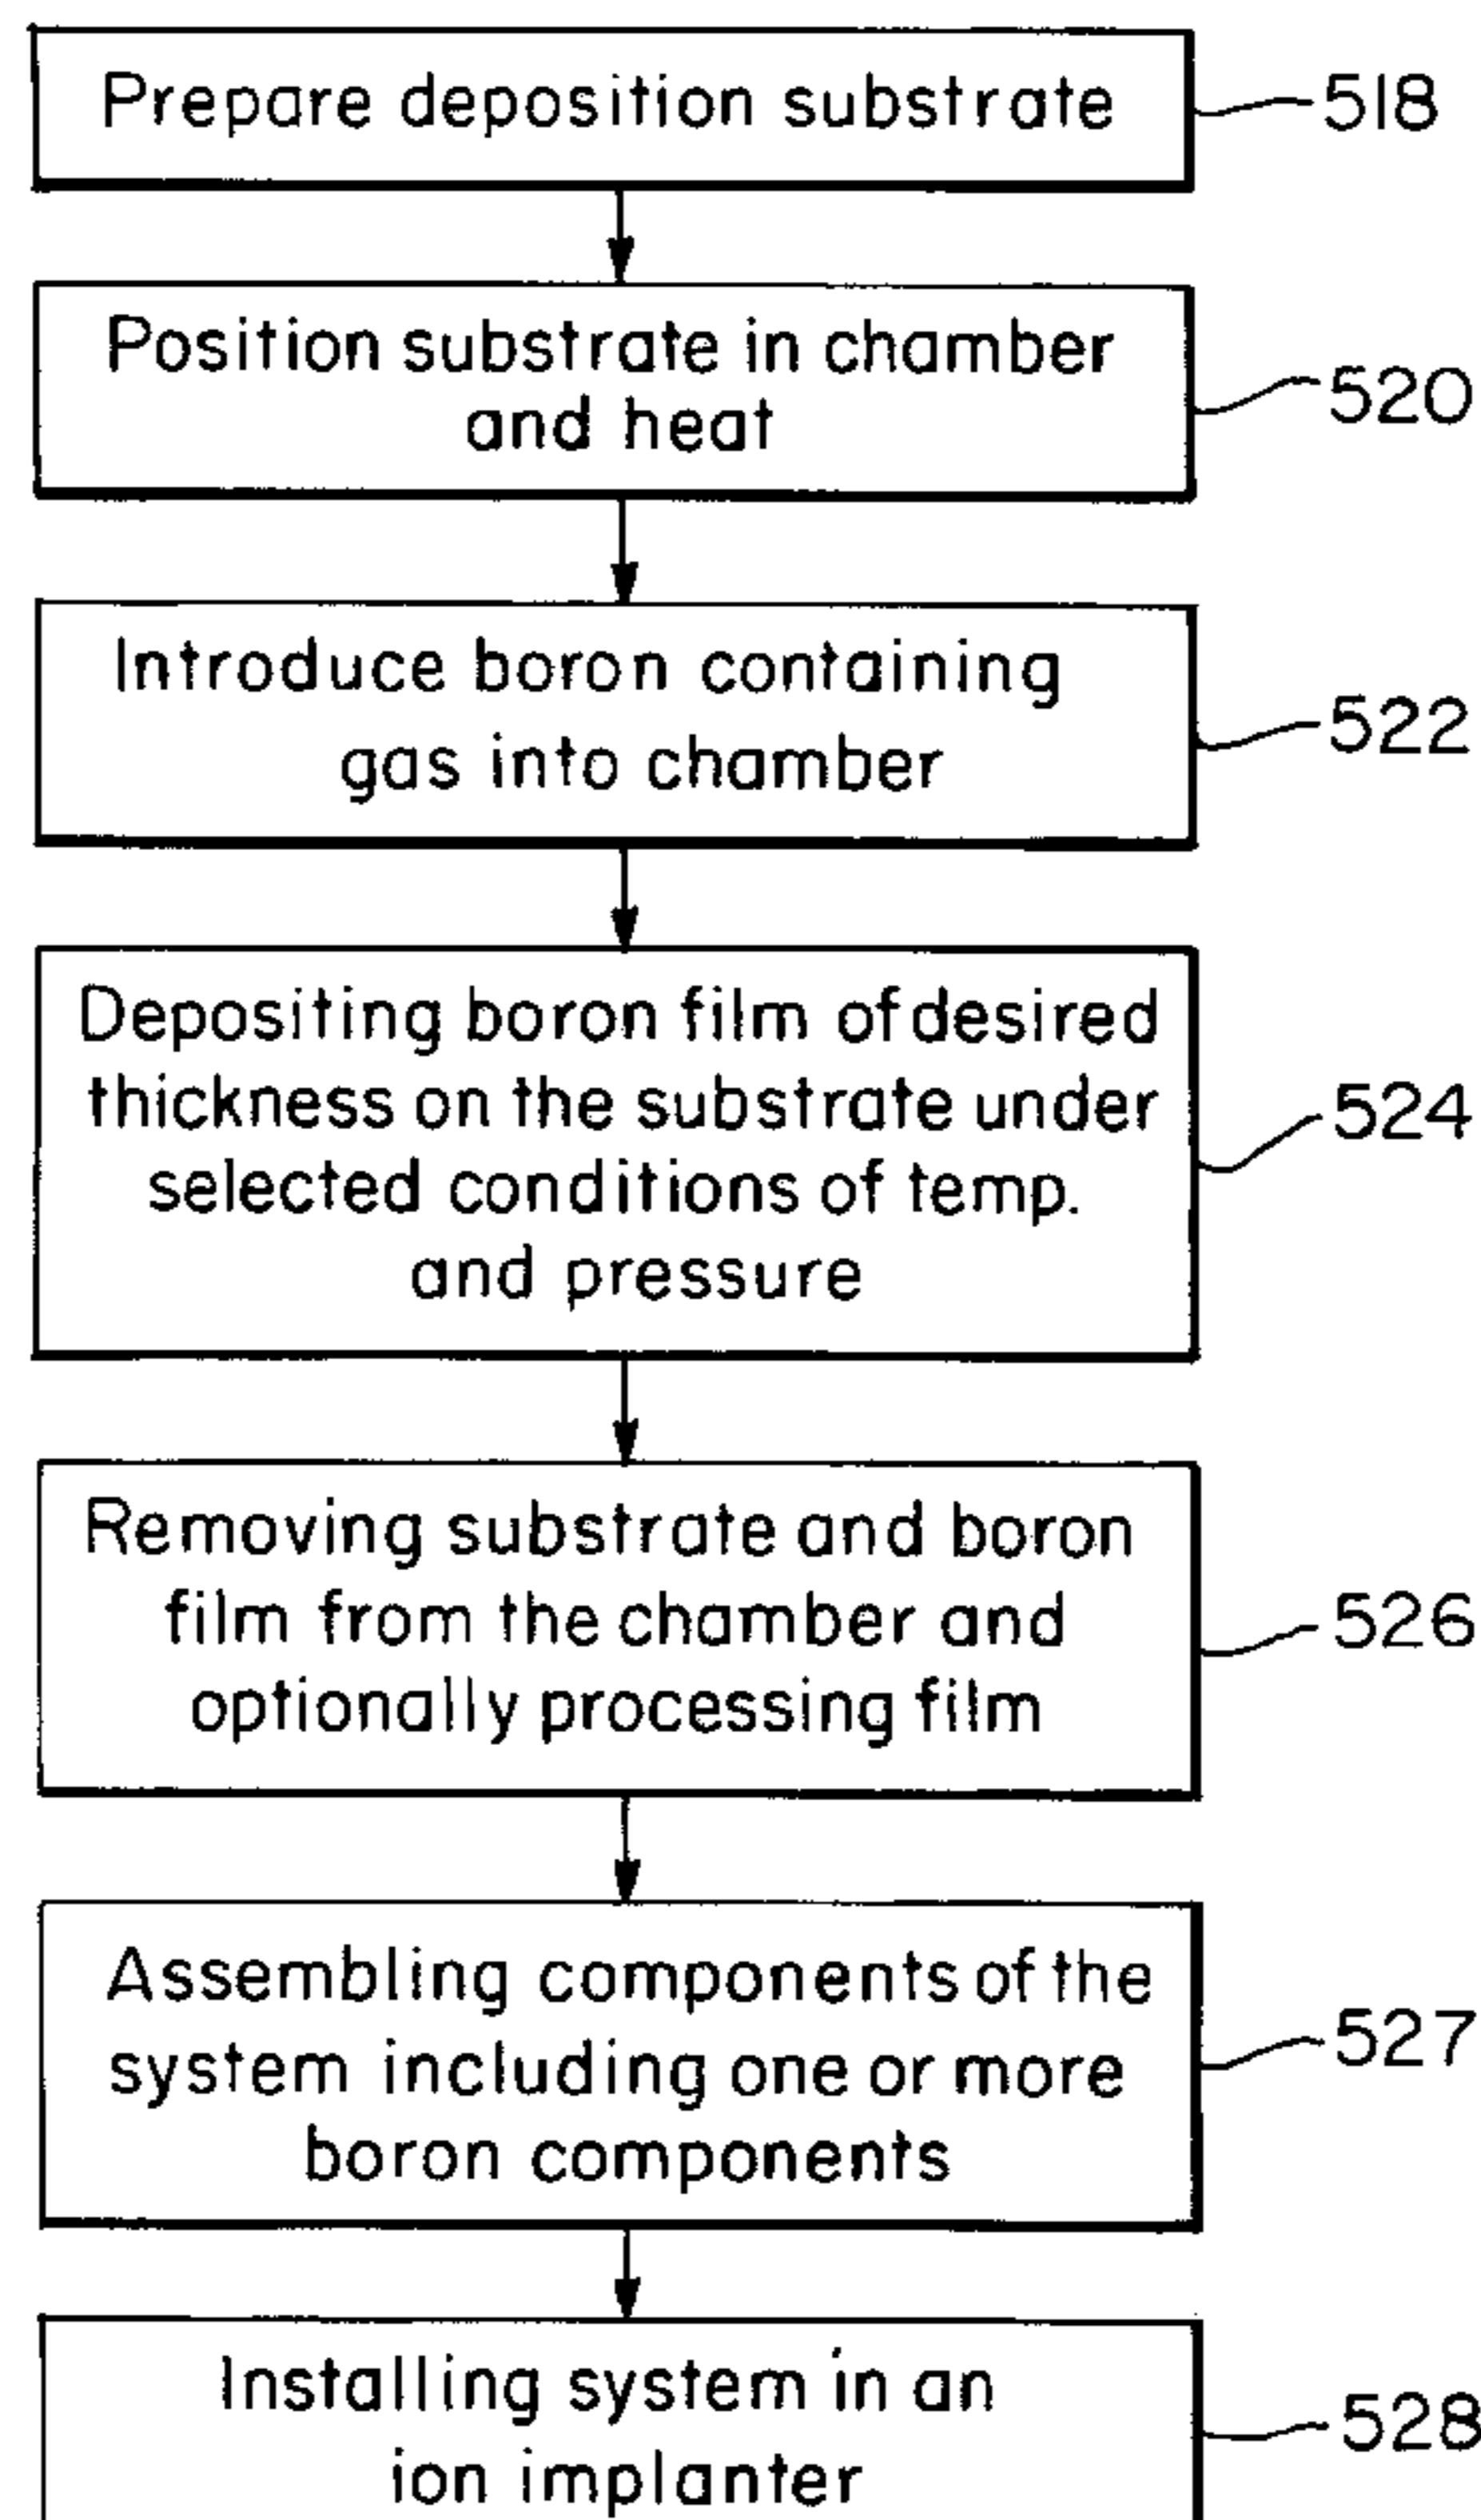 Prepare deposition substrate
518
Position substrate in chamber
and heat
520
Introduce boron containing
gas into chamber
522
Depositing boron film of desired
thickness on the substrate under
selected conditions of temp.
and pressure
524
Removing substrate and boron
film from the chamber and
optionally processing film
526
Assembling components of the
system including one or more
boron components
527
Installing system in an
ion implanter
528